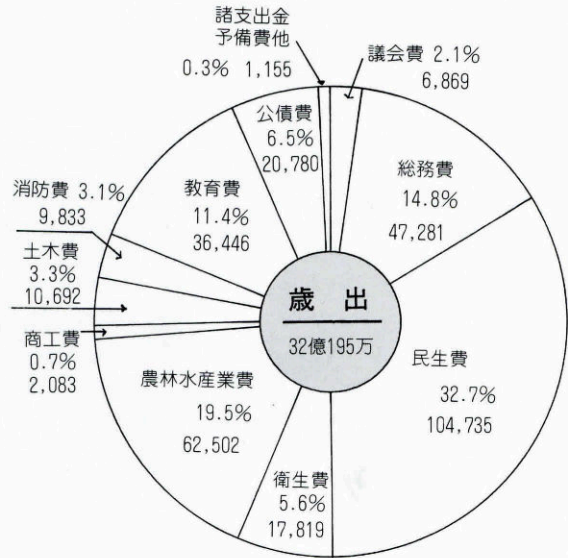 諸支出金
予備費他
0.3% 1,155
議会費 2.1%
6,869
総務費
14.8%
47,281
民生費
32.7%
104,735
衛生費
5.6%
17,819
農林水産業費
19.5%
62,502
商工費
0.7%
2,083
土木費
3.3%
10,692
消防費 3.1%
9,833
教育費
11.4%
36,446
公債費
6.5%
20,780
歳出
32億195万